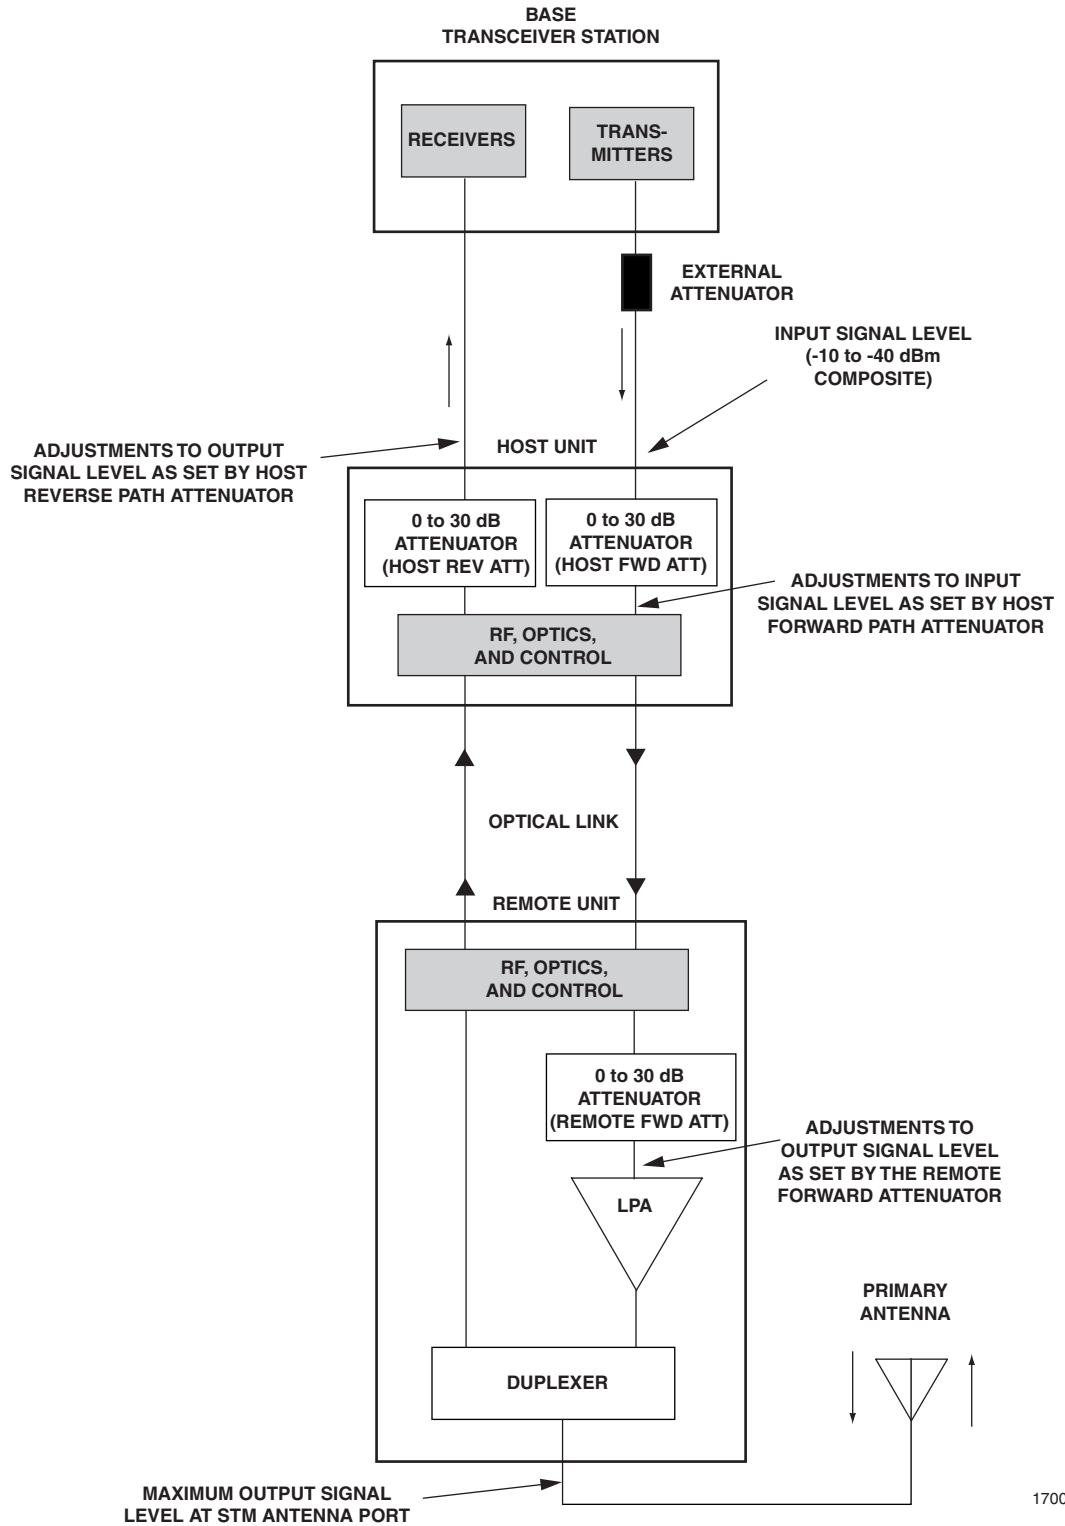 BASE
TRANSCEIVER STATION
RECEIVERS
TRANS-
MITTERS
EXTERNAL
ATTENUATOR
INPUT SIGNAL LEVEL
(-10 to -40 dBm
COMPOSITE)
ADJUSTMENTS TO OUTPUT
SIGNAL LEVEL AS SET BY HOST
REVERSE PATH ATTENUATOR
HOST UNIT
0 to 30 dB
ATTENUATOR
(HOST REV ATT)
0 to 30 dB
ATTENUATOR
(HOST FWD ATT)
ADJUSTMENTS TO INPUT
SIGNAL LEVEL AS SET BY HOST
FORWARD PATH ATTENUATOR
RF, OPTICS,
AND CONTROL
OPTICAL LINK
REMOTE UNIT
RF, OPTICS,
AND CONTROL
0 to 30 dB
ATTENUATOR
(REMOTE FWD ATT)
ADJUSTMENTS TO
OUTPUT SIGNAL LEVEL
AS SET BY THE REMOTE
FORWARD ATTENUATOR
LPA
PRIMARY
ANTENNA
DUPLEXER
MAXIMUM OUTPUT SIGNAL
LEVEL AT STM ANTENNA PORT
1700